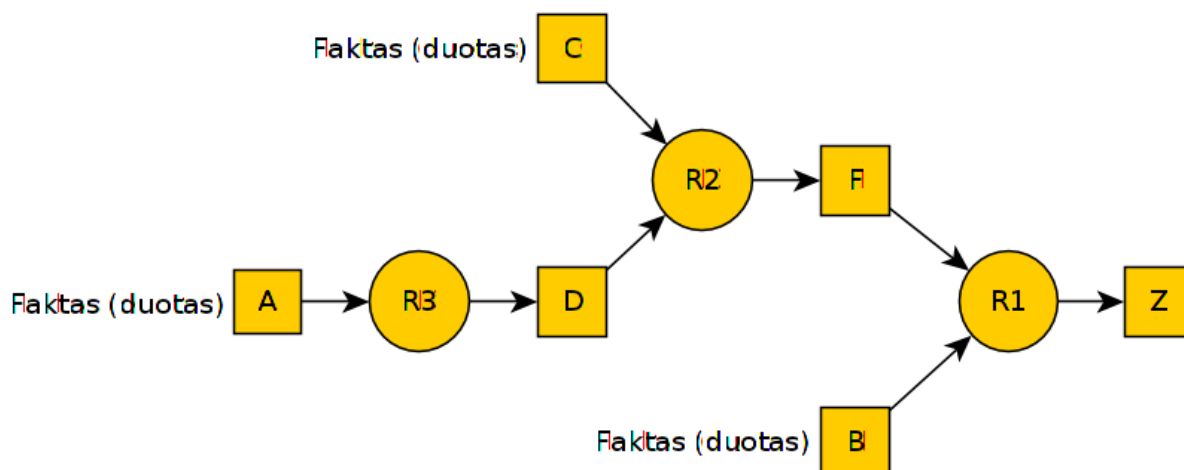 Faktas (duotas) C
R2
F
Faktas (duotas) A
R3
D
R1
Z
Faktas (duotas) B